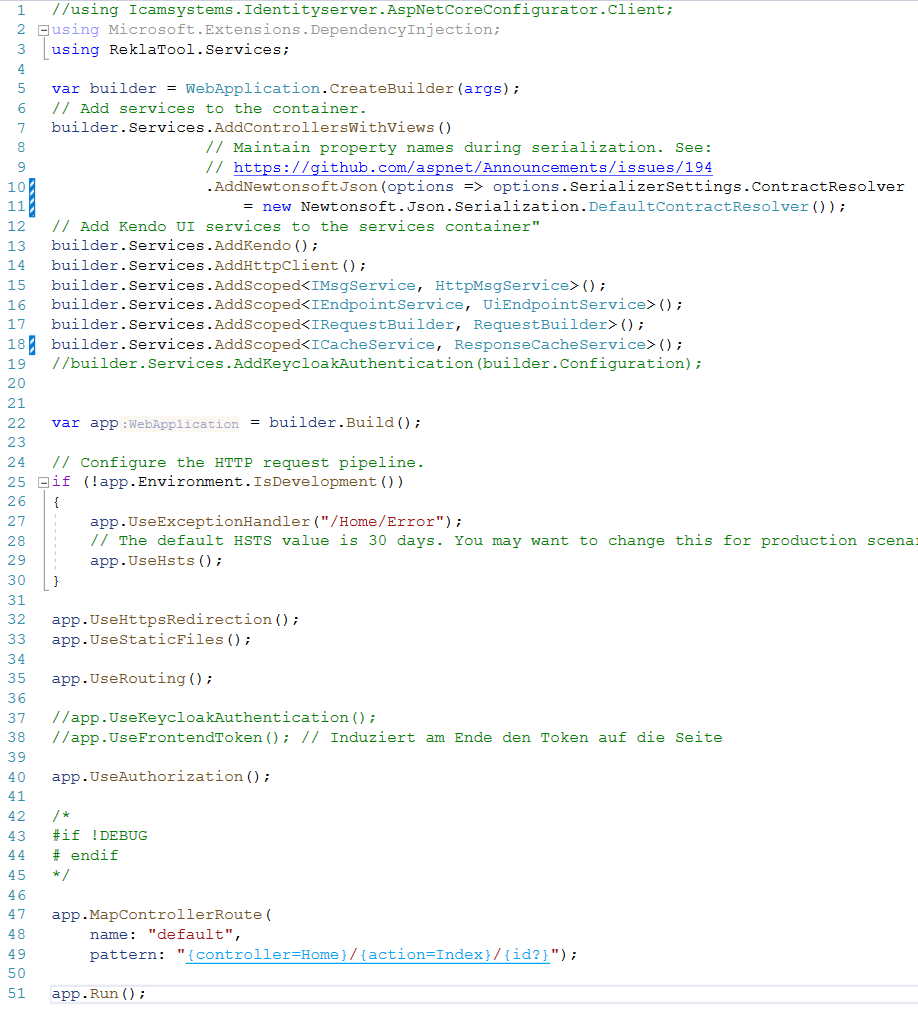 1 //using Icamsystems.Identityserver.AspNetCoreConfigurator.Client;
2 using Microsoft.Extensions.DependencyInjection;
3 using ReklaTool.Services;
4
5 var builder = WebApplication.CreateBuilder(args);
6 // Add services to the container.
7 builder.Services.AddControllersWithViews()
8 // Maintain property names during serialization. See:
9 // https://github.com/aspnet/Announcements/issues/194
10 .AddNewtonsoftJson(options => options.SerializerSettings.ContractResolver
11 = new Newtonsoft.Json.Serialization.DefaultContractResolver());
12 // Add Kendo UI services to the services container"
13 builder.Services.AddKendo();
14 builder.Services.AddHttpClient();
15 builder.Services.AddScoped<IMsgService, HttpMsgService>();
16 builder.Services.AddScoped<IEndpointService, UiEndpointService>();
17 builder.Services.AddScoped<IRequestBuilder, RequestBuilder>();
18 builder.Services.AddScoped<ICacheService, ResponseCacheService>();
19 //builder.Services.AddKeycloakAuthentication(builder.Configuration);
20
21
22 var app :WebApplication = builder.Build();
23
24 // Configure the HTTP request pipeline.
25 if (!app.Environment.IsDevelopment())
26 {
27 app.UseExceptionHandler("/Home/Error");
28 // The default HSTS value is 30 days. You may want to change this for production scenar
29 app.UseHsts();
30 }
31
32 app.UseHttpsRedirection();
33 app.UseStaticFiles();
34
35 app.UseRouting();
36
37 //app.UseKeycloakAuthentication();
38 //app.UseFrontendToken(); // Induziert am Ende den Token auf die Seite
39
40 app.UseAuthorization();
41
42 /*
43 #if !DEBUG
44 # endif
45 */
46
47 app.MapControllerRoute(
48 name: "default",
49 pattern: "{controller=Home}/{action=Index}/{id?}");
50
51 app.Run();